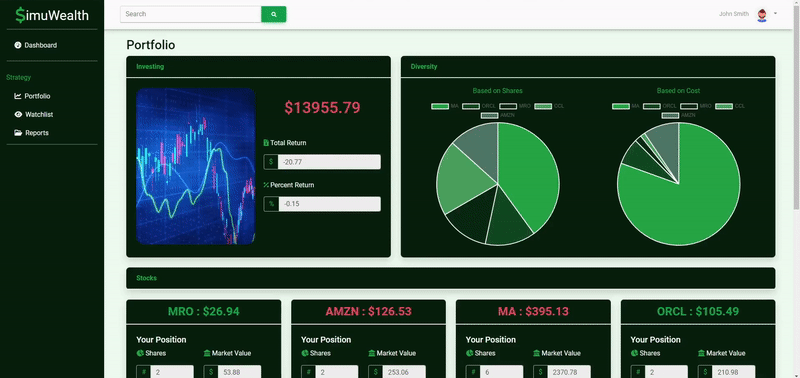 $imuWealth
Search
John Smith
Dashboard
Strategy
Portfolio
Watchlist
Reports
Portfolio
Investing
$13955.79
Total Return
$ -20.77
Percent Return
% -0.15
Diversity
Based on Shares
MA ORCL MRO CCL
AMZN
Based on Cost
MA ORCL MRO CCL
AMZN
Stocks
MRO : $26.94
Your Position
Shares Market Value
# 2 $ 53.88
AMZN : $126.53
Your Position
Shares Market Value
# 2 $ 253.06
MA : $395.13
Your Position
Shares Market Value
# 6 $ 2370.78
ORCL : $105.49
Your Position
Shares Market Value
# 2 $ 210.98